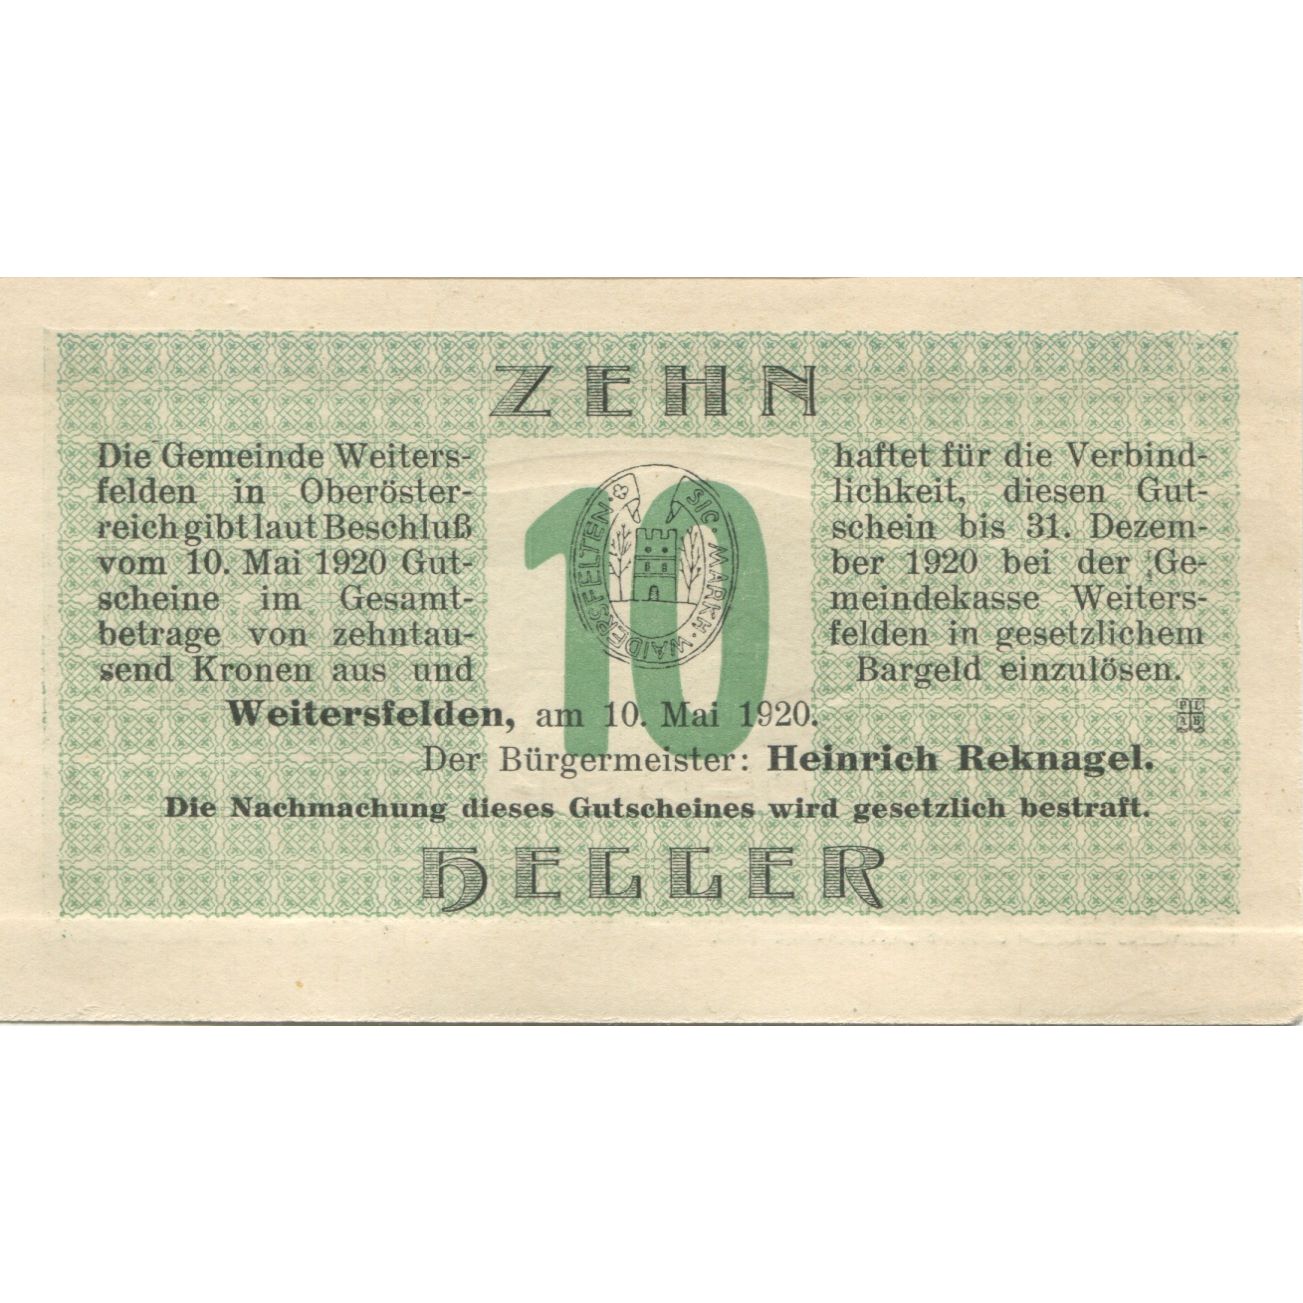 ZEHN
Die Gemeinde Weiters-
felden in Oberöster-
reich gibt laut Beschluß
vom 10. Mai 1920 Gut-
scheine im Gesamt-
betrage von zehntau-
send Kronen aus und
10
SIC. MARKH. WAIDERSFELTEN.
haftet für die Verbind-
lichkeit, diesen Gut-
schein bis 31. Dezem-
ber 1920 bei der Ge-
meindekasse Weiters-
felden in gesetzlichem
Bargeld einzulösen.
Weitersfelden, am 10. Mai 1920.
Der Bürgermeister: Heinrich Reknagel.
Die Nachmachung dieses Gutscheines wird gesetzlich bestraft.
HELLER